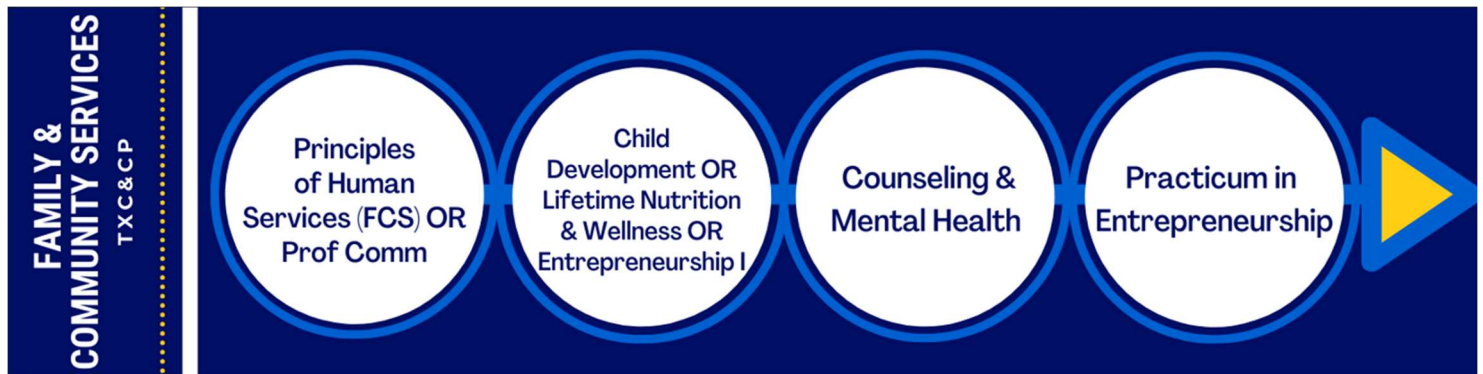 FAMILY &
COMMUNITY SERVICES
TXC&CP
Principles
of Human
Services (FCS) OR
Prof Comm
Child
Development OR
Lifetime Nutrition
& Wellness OR
Entrepreneurship I
Counseling &
Mental Health
Practicum in
Entrepreneurship